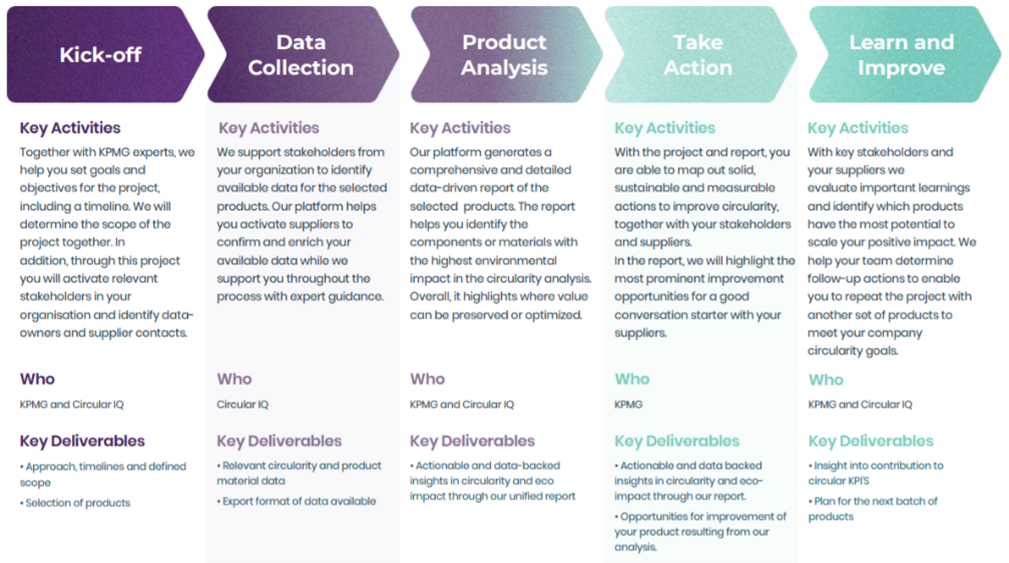 Kick-off
Key Activities
Together with KPMG experts, we
help you set goals and
objectives for the project,
including a timeline. We will
determine the scope of the
project together. In
addition, through this project
you will activate relevant
stakeholders in your
organisation and identify data-
owners and supplier contacts.
Who
KPMG and Circular IQ
Key Deliverables
• Approach, timelines and defined
scope
• Selection of products
Data
Collection
Key Activities
We support stakeholders from
your organization to identify
available data for the selected
products. Our platform helps
you activate suppliers to
confirm and enrich your
available data while we
support you throughout the
process with expert guidance.
Who
Circular IQ
Key Deliverables
• Relevant circularity and product
material data
• Export format of data available
Product
Analysis
Key Activities
Our platform generates a
comprehensive and detailed
data-driven report of the
selected products. The report
helps you identify the
components or materials with
the highest environmental
impact in the circularity analysis.
Overall, it highlights where value
can be preserved or optimized.
Who
KPMG and Circular IQ
Key Deliverables
• Actionable and data-backed
insights in circularity and eco
impact through our unified report
Take
Action
Key Activities
With the project and report, you
are able to map out solid,
sustainable and measurable
actions to improve circularity,
together with your stakeholders
and suppliers.
In the report, we will highlight the
most prominent improvement
opportunities for a good
conversation starter with your
suppliers.
Who
KPMG
Key Deliverables
• Actionable and data backed
insights in circularity and eco-
impact through our report.
• Opportunities for improvement of
your product resulting from our
analysis.
Learn and
Improve
Key Activities
With key stakeholders and
your suppliers we
evaluate important learnings
and identify which products
have the most potential to
scale your positive impact. We
help your team determine
follow-up actions to enable
you to repeat the project with
another set of products to
meet your company
circularity goals.
Who
KPMG and Circular IQ
Key Deliverables
• Insight into contribution to
circular KPI'S
• Plan for the next batch of
products